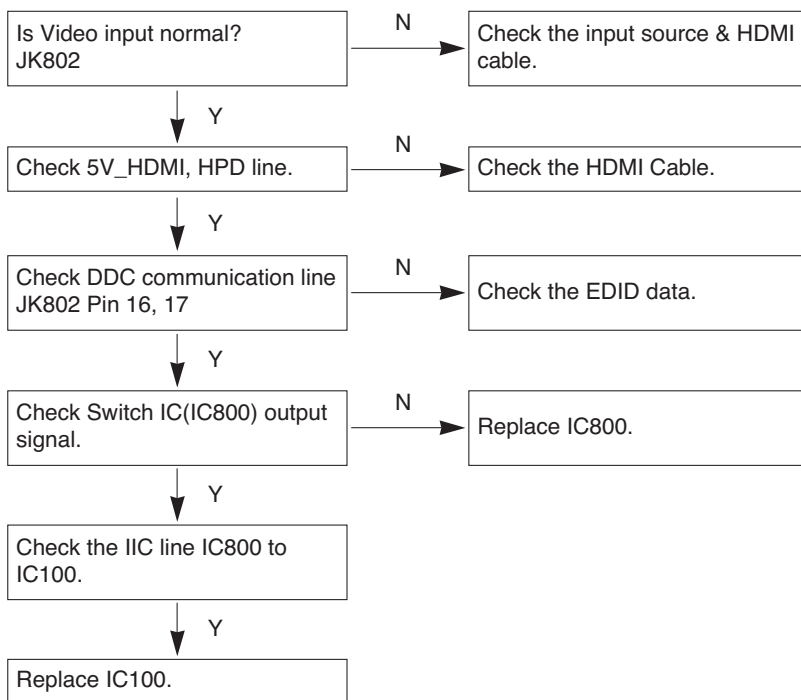 Is Video input normal?
JK802
N
Check the input source & HDMI
cable.
Y
Check 5V_HDMI, HPD line.
N
Check the HDMI Cable.
Y
Check DDC communication line
JK802 Pin 16, 17
N
Check the EDID data.
Y
Check Switch IC(IC800) output
signal.
N
Replace IC800.
Y
Check the IIC line IC800 to
IC100.
Y
Replace IC100.